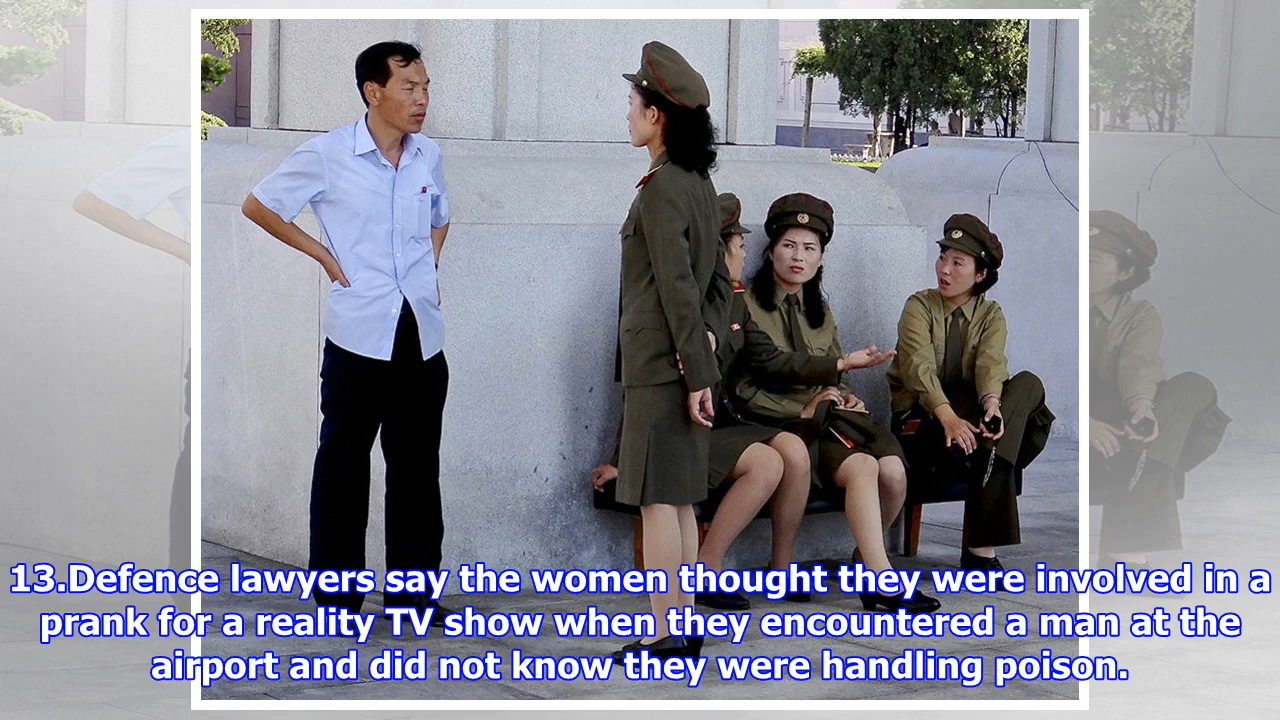 13.Defence lawyers say the women thought they were involved in a
prank for a reality TV show when they encountered a man at the
airport and did not know they were handling poison.